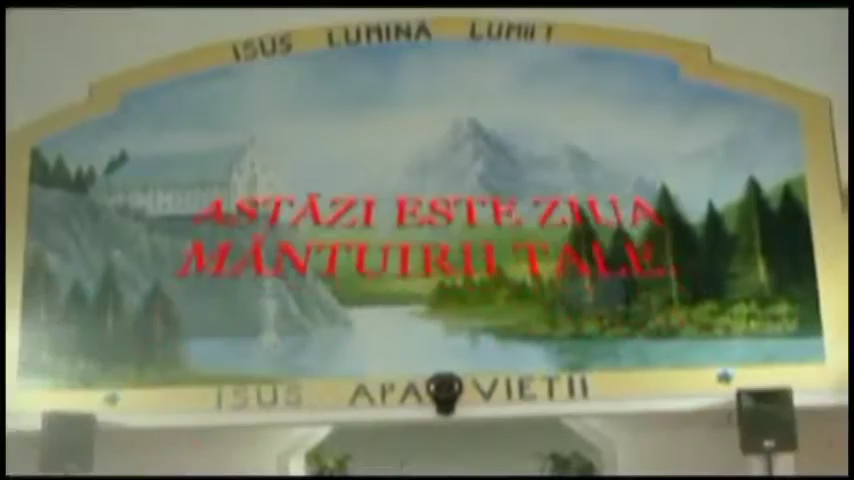 ISUS LUMINA LUMII
ASTĂZI ESTE ZIUA
MÂNTUIRII TALE.
ISUS APA VIETII